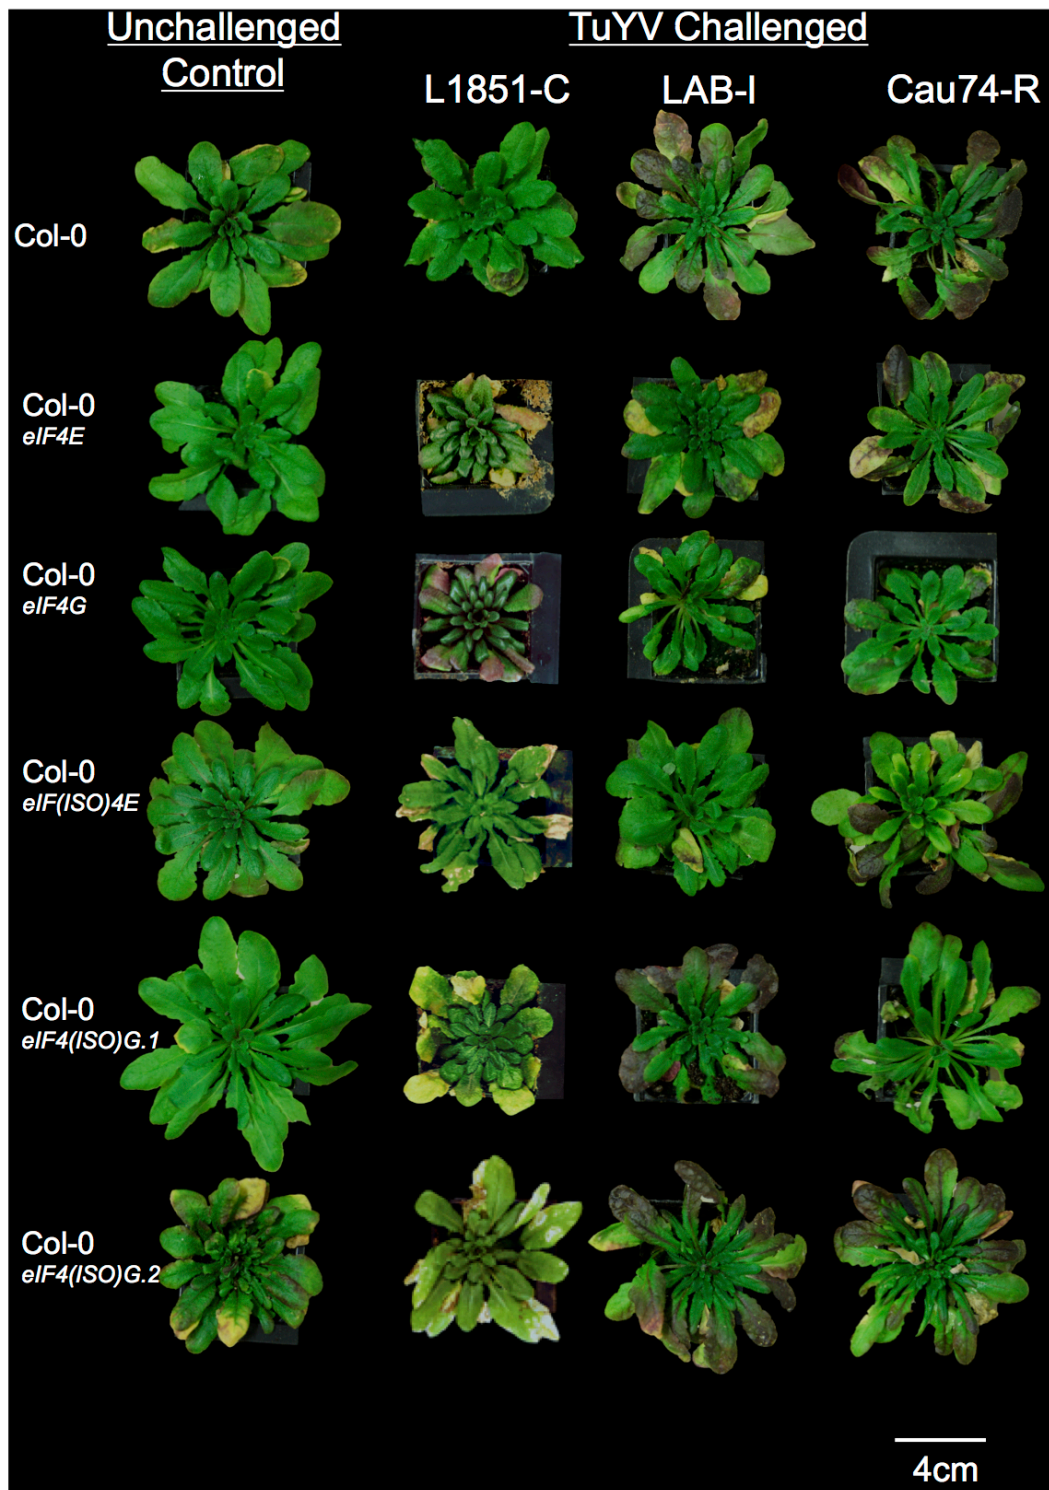 Unchallenged
Control
TuYV Challenged
L1851-C
LAB-I
Cau74-R
Col-0
Col-0
eIF4E
Col-0
eIF4G
Col-0
eIF(ISO)4E
Col-0
eIF4(ISO)G.1
Col-0
eIF4(ISO)G.2
4cm